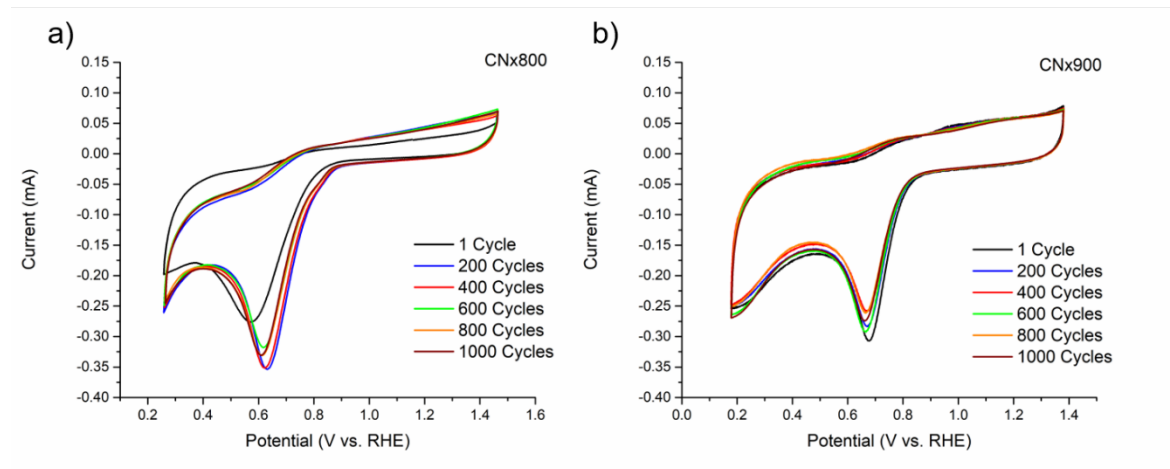 a)
CNx800
0.15
0.10
0.05
0.00
-0.05
-0.10
-0.15
-0.20
-0.25
-0.30
-0.35
-0.40
Current (mA)
1 Cycle
200 Cycles
400 Cycles
600 Cycles
800 Cycles
1000 Cycles
0.2 0.4 0.6 0.8 1.0 1.2 1.4 1.6
Potential (V vs. RHE)
b)
CNx900
0.15
0.10
0.05
0.00
-0.05
-0.10
-0.15
-0.20
-0.25
-0.30
-0.35
-0.40
Current (mA)
1 Cycle
200 Cycles
400 Cycles
600 Cycles
800 Cycles
1000 Cycles
0.0 0.2 0.4 0.6 0.8 1.0 1.2 1.4
Potential (V vs. RHE)